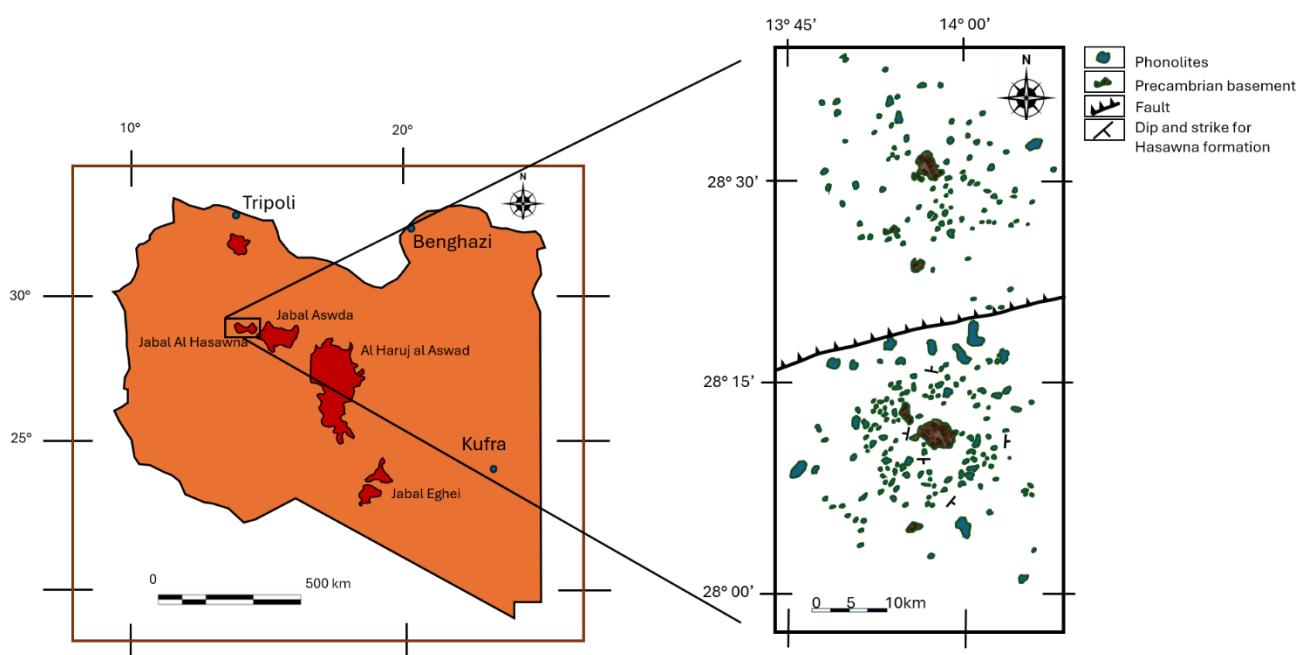 10°
20°
N
Tripoli
Benghazi
30°
Jabal Aswda
Jabal Al Hasawna
Al Haruj al Aswad
25°
Kufra
Jabal Eghei
0
500 km
13° 45’
14° 00’
N
28° 30’
28° 15’
28° 00’
0 5 10km
Phonolites
Precambrian basement
Fault
Dip and strike for
Hasawna formation